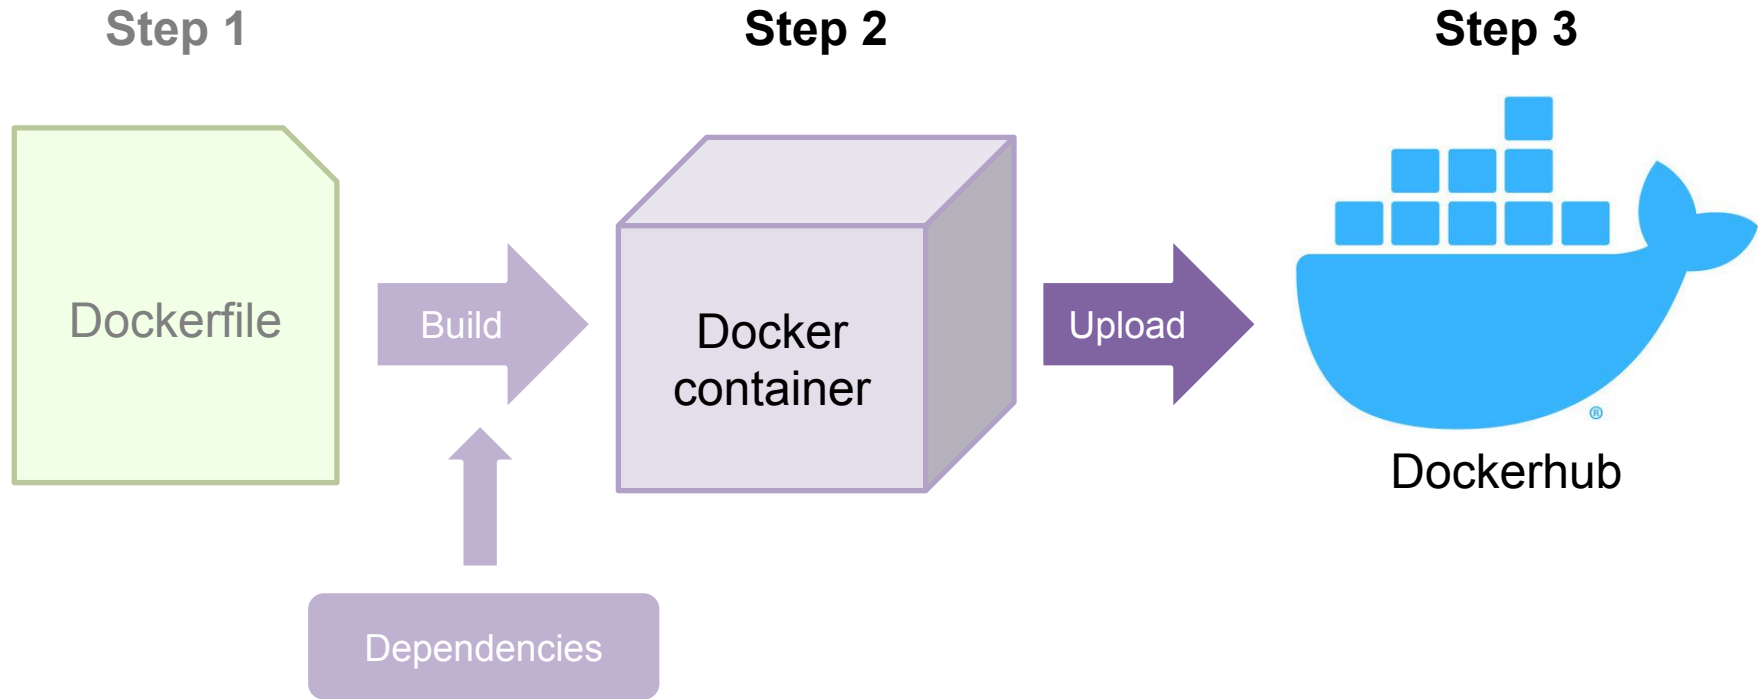 Step 1
Step 2
Step 3
Dockerfile
Build
Docker
container
Upload
®
Dockerhub
Dependencies